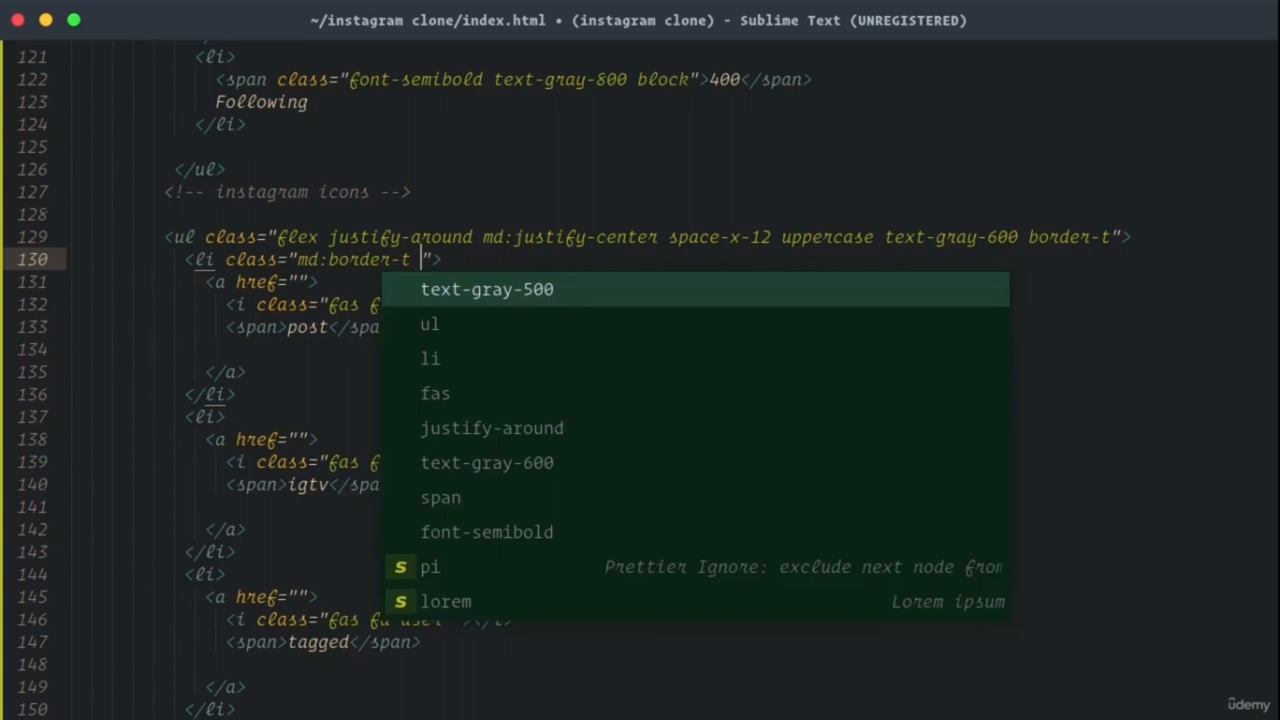 ~/instagram clone/index.html • (instagram clone) - Sublime Text (UNREGISTERED)
121 <li>
122 <span class="font-semibold text-gray-800 block">400</span>
123 Following
124 </li>
125
126 </ul>
127 <!-- instagram icons -->
128
129 <ul class="flex justify-around md:justify-center space-x-12 uppercase text-gray-600 border-t">
130 <li class="md:border-t ">
131 <a href="">
132 <i class="fas f
133 <span>post</spa
134
135 </a>
136 </li>
137 <li>
138 <a href="">
139 <i class="fas f
140 <span>igtv</spa
141
142 </a>
143 </li>
144 <li>
145 <a href="">
146 <i class="fas fa-user "></i>
147 <span>tagged</span>
148
149 </a>
150 </li>
text-gray-500
ul
li
fas
justify-around
text-gray-600
span
font-semibold
s pi Prettier Ignore: exclude next node from
s lorem Lorem ipsum
ûdemy